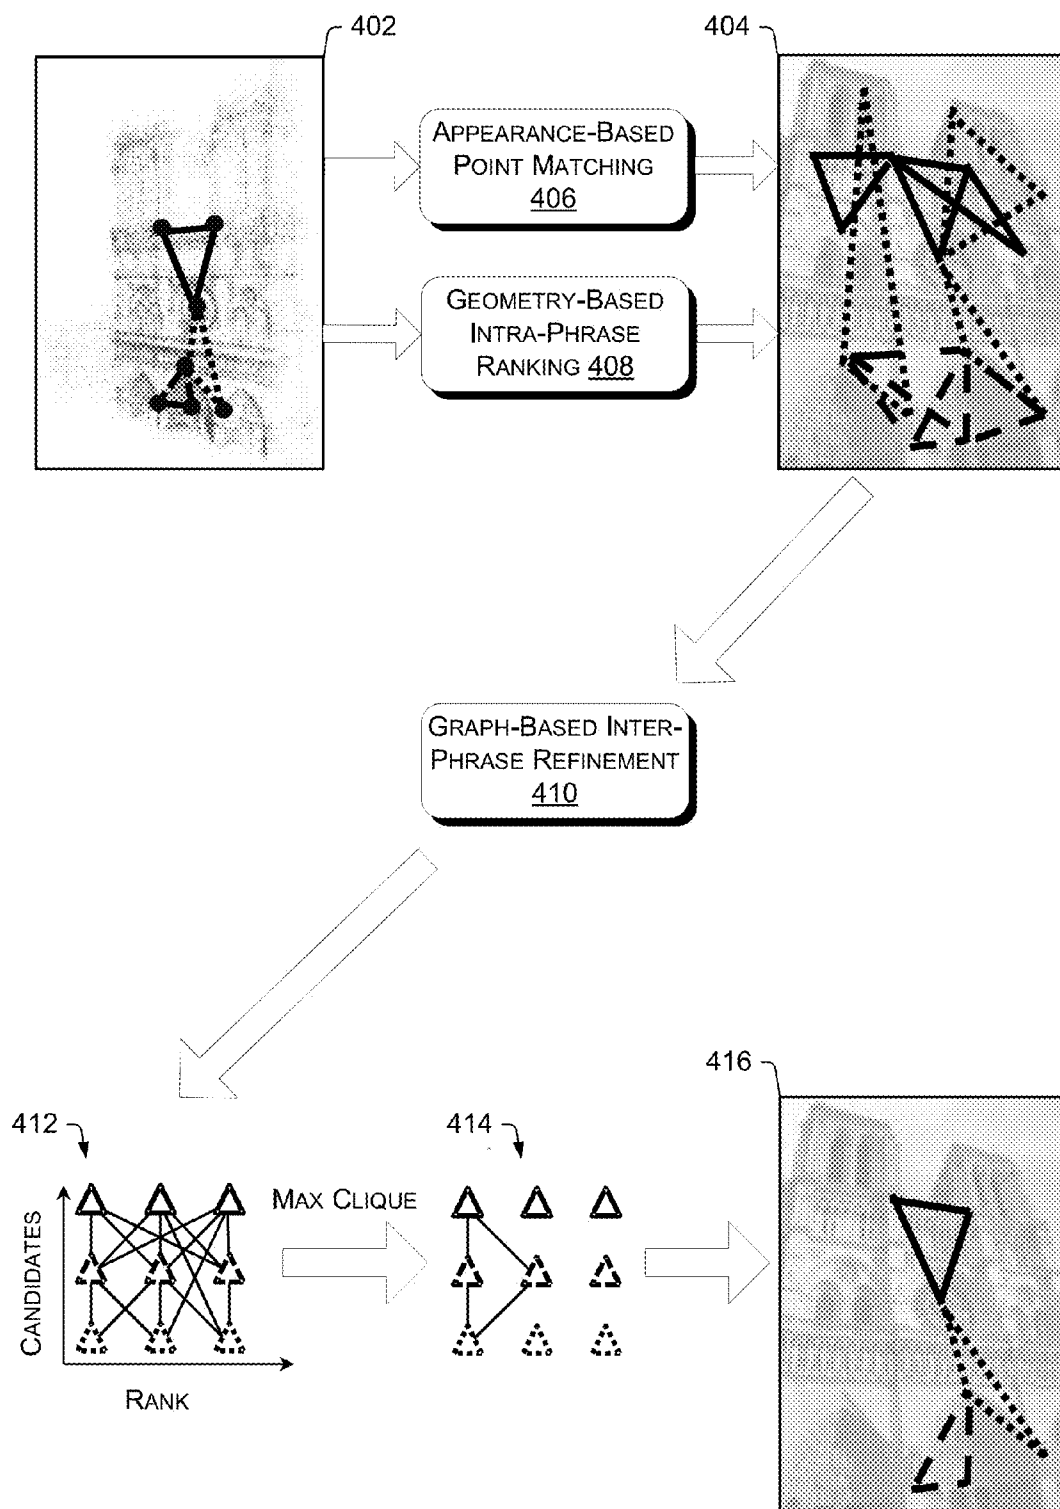 402
404
APPEARANCE-BASED
POINT MATCHING
406
GEOMETRY-BASED
INTRA-PHRASE
RANKING 408
GRAPH-BASED INTER-
PHRASE REFINEMENT
410
416
412
414
MAX CLIQUE
CANDIDATES
RANK